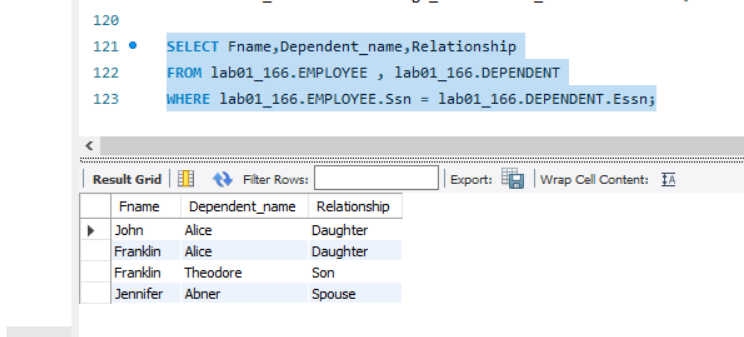 120
121 SELECT Fname,Dependent_name,Relationship
122 FROM lab01_166.EMPLOYEE , lab01_166.DEPENDENT
123 WHERE lab01_166.EMPLOYEE.Ssn = lab01_166.DEPENDENT.Essn;
Result Grid Filter Rows: Export: Wrap Cell Content: IA
Fname Dependent_name Relationship
John Alice Daughter
Franklin Alice Daughter
Franklin Theodore Son
Jennifer Abner Spouse